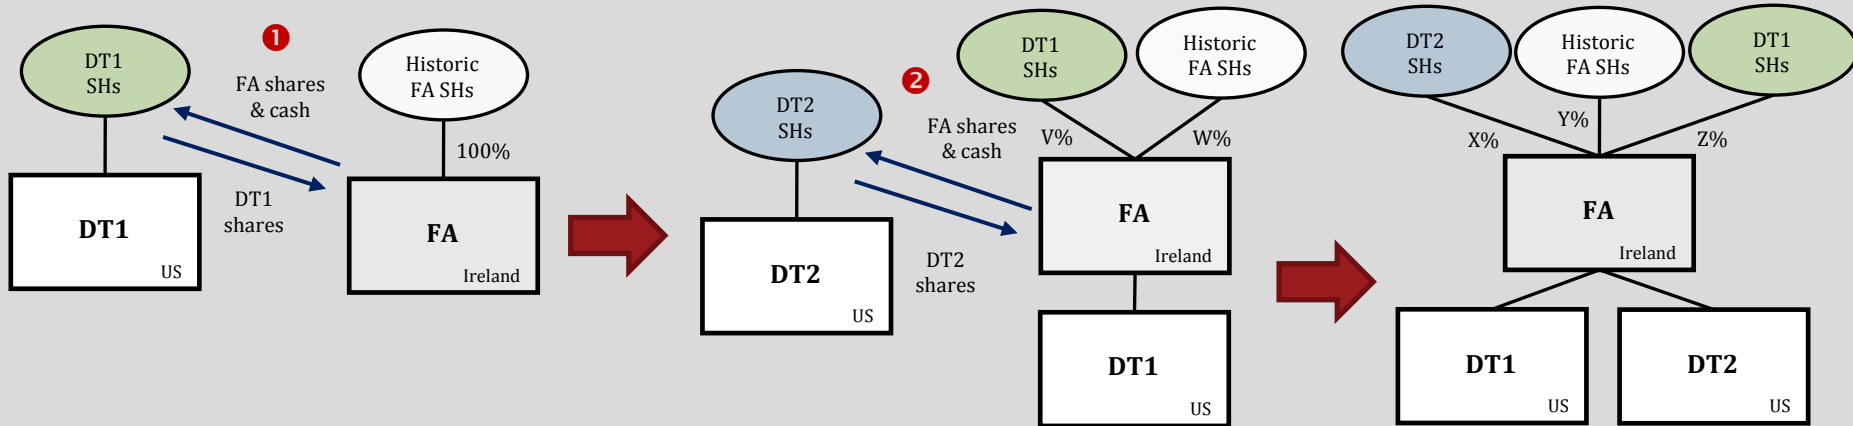 ❶
DT1
SHs
FA shares
& cash
Historic
FA SHs
100%
DT1
shares
DT1
US
FA
Ireland
❷
DT2
SHs
FA shares
& cash
DT1
SHs
Historic
FA SHs
V%
W%
DT2
shares
DT2
US
FA
Ireland
DT1
US
DT2
SHs
Historic
FA SHs
DT1
SHs
X%
Y%
Z%
FA
Ireland
DT1
US
DT2
US